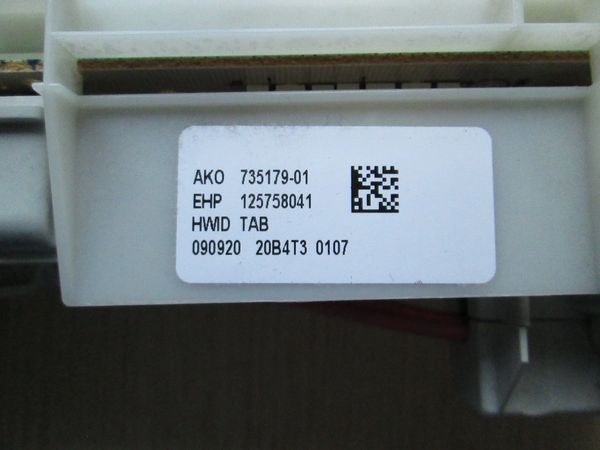 AKO 735179-01
EHP 125758041
HWID TAB
090920 20B4T3 0107